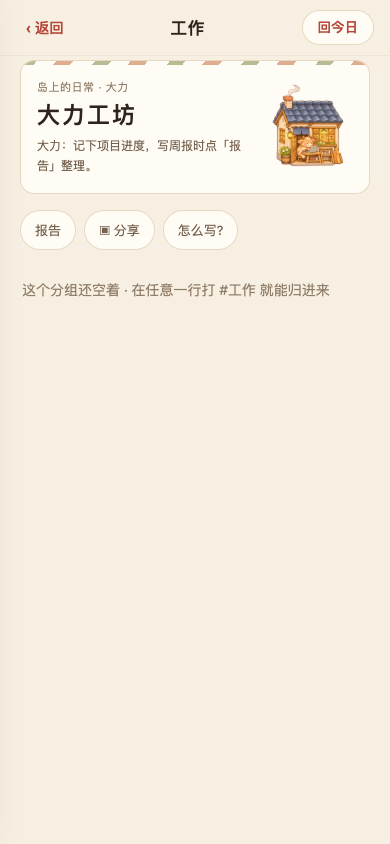 ‹ 返回
工作
回今日
岛上的日常 · 大力
大力工坊
大力：记下项目进度，写周报时点「报
告」整理。
报告
▣ 分享
怎么写?
这个分组还空着 · 在任意一行打 #工作 就能归进来